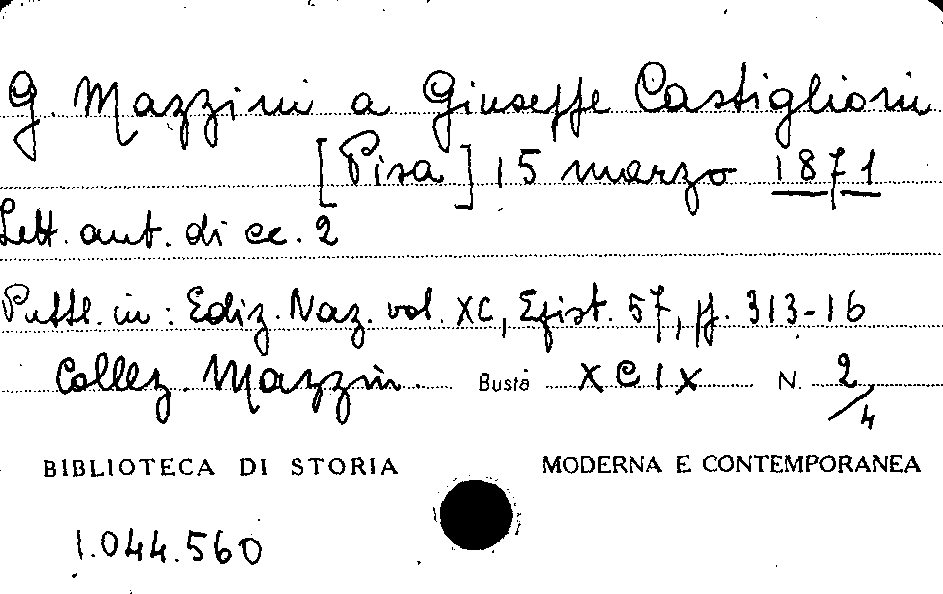 G. Mazzini a Giuseppe Castiglioni
[Pisa] 15 marzo 1871
Lett. aut. di cc. 2
Pubbl. in: Ediz. Naz. vol. XC, Epist. 57, pp. 313-16
Collez. Mazzini Busta XCIX N. 2/4
BIBLIOTECA DI STORIA MODERNA E CONTEMPORANEA
1.044.560